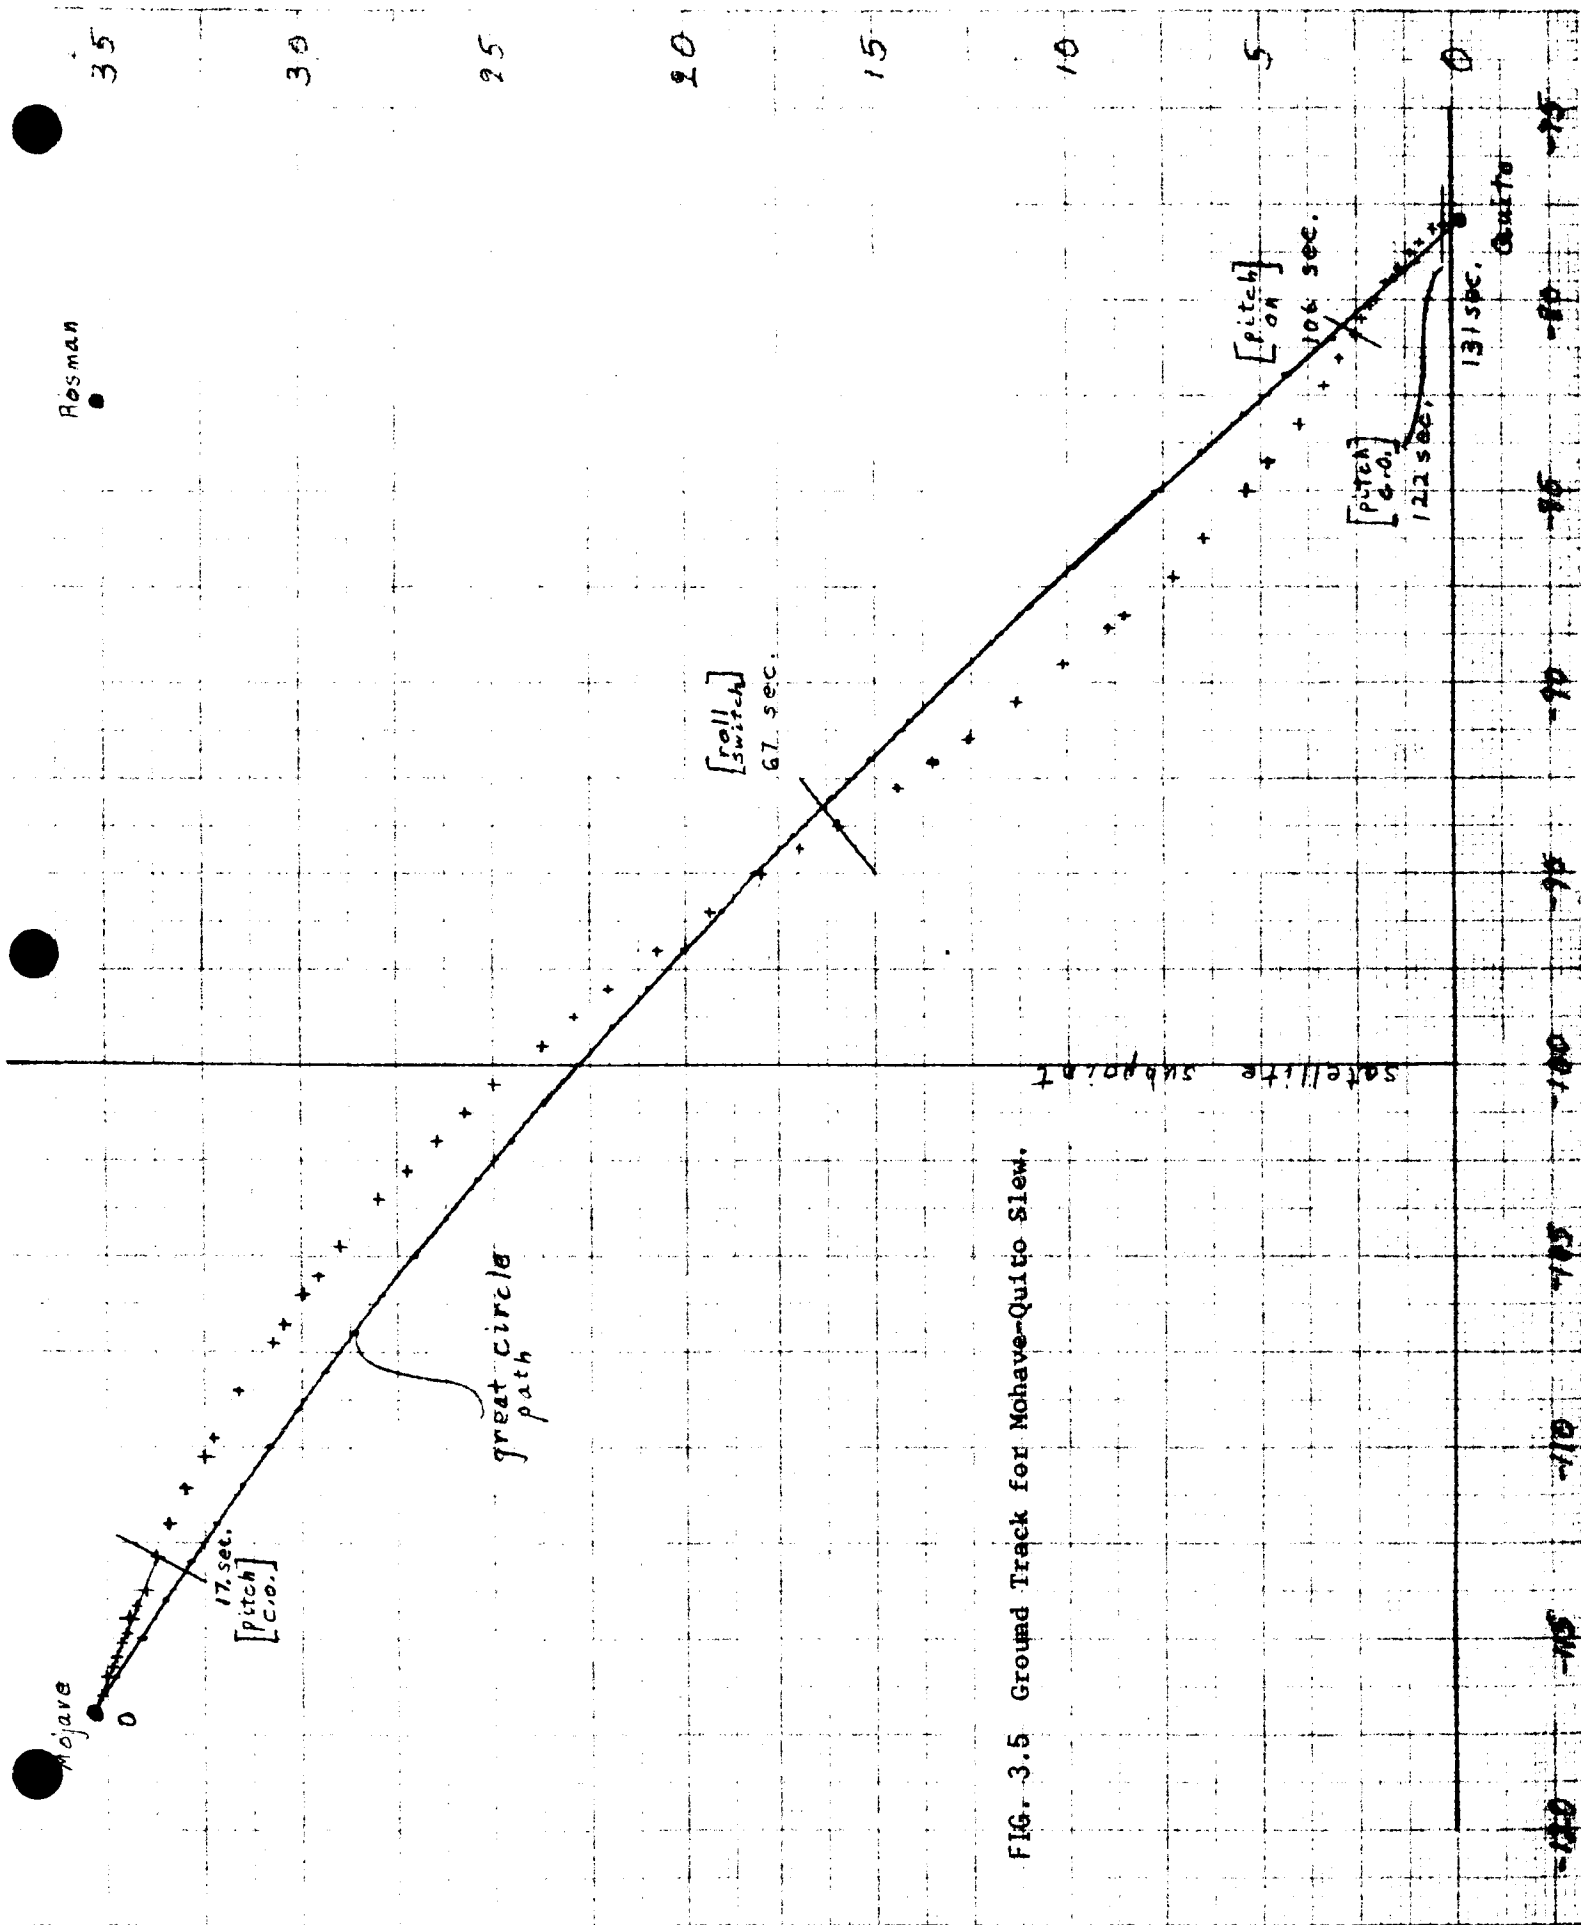 Mojave
0
17. sec.
[pitch
c.o.]
great circle
path
FIG. 3.5 Ground Track for Mohave-Quito Slew.
satellite subpoint
[roll
switch]
67 sec.
Rosman
[pitch
on]
106 sec.
[pitch
c.o.]
122 sec.
131 sec.
Quito
35
30
25
20
15
10
5
0
-120
-115
-110
-105
-100
-95
-90
-85
-80
-75